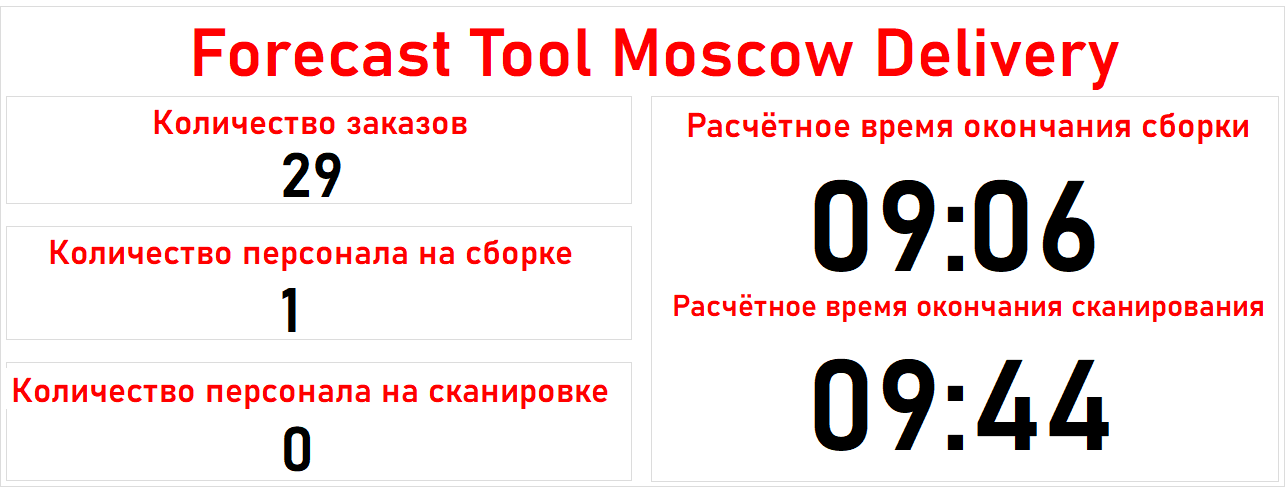 Forecast Tool Moscow Delivery
Количество заказов
29
Количество персонала на сборке
1
Количество персонала на сканировке
0
Расчётное время окончания сборки
09:06
Расчётное время окончания сканирования
09:44